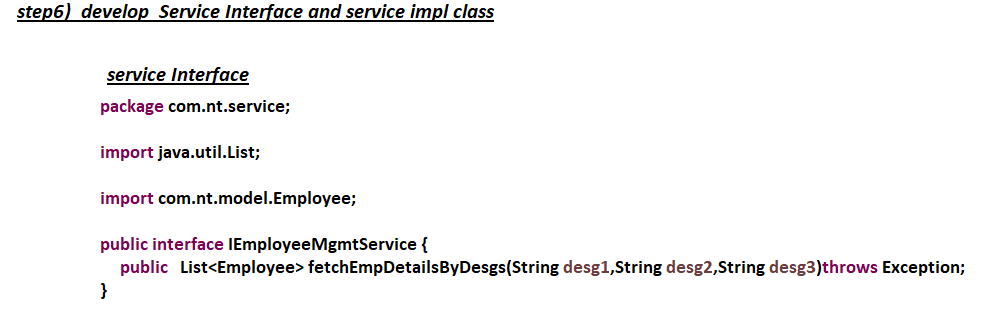 step6) develop Service Interface and service impl class
service Interface
package com.nt.service;
import java.util.List;
import com.nt.model.Employee;
public interface IEmployeeMgmtService {
public List<Employee> fetchEmpDetailsByDesgs(String desg1,String desg2,String desg3)throws Exception;
}